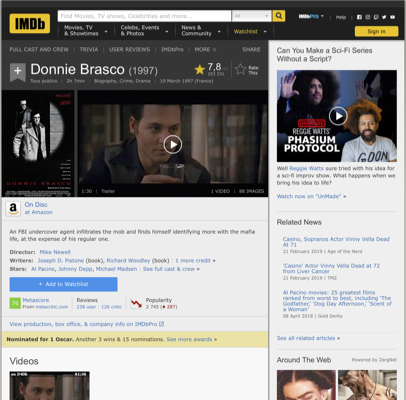 IMDb
Find Movies, TV shows, Celebrities and more...
All
IMDbPro
Help
Movies, TV & Showtimes
Celebs, Events & Photos
News & Community
Watchlist
Sign in
FULL CAST AND CREW | TRIVIA | USER REVIEWS | IMDbPro | MORE
SHARE
Donnie Brasco (1997)
7,8
Rate This
Tous publics | 2h 7min | Biography, Crime, Drama | 19 March 1997 (France)
DONNIE BRASCO
1:30 | Trailer
1 VIDEO | 88 IMAGES
On Disc
at Amazon
An FBI undercover agent infiltrates the mob and finds himself identifying more with the mafia
life, at the expense of his regular one.
Director: Mike Newell
Writers: Joseph D. Pistone (book), Richard Woodley (book) | 1 more credit »
Stars: Al Pacino, Johnny Depp, Michael Madsen | See full cast & crew »
+ Add to Watchlist
Metascore
From metacritic.com
Reviews
238 user | 126 critic
Popularity
2 745 ( 287)
View production, box office, & company info on IMDbPro
Nominated for 1 Oscar. Another 3 wins & 15 nominations. See more awards »
Videos
Can You Make a Sci-Fi Series
Without a Script?
REGGIE WATTS'
PHASIUM
PROTOCOL
Well Reggie Watts sure tried with his idea for
a sci-fi improv show. What happens when we
bring his idea to life?
Watch now on "UnMade" »
Related News
Casino, Sopranos Actor Vinny Vella Dead
At 71
21 February 2019 | Age of the Nerd
'Casino' Actor Vinny Vella Dead at 72
from Liver Cancer
21 February 2019 | TMZ
Al Pacino movies: 25 greatest films
ranked from worst to best, including 'The
Godfather,' 'Dog Day Afternoon,' 'Scent of
a Woman'
08 April 2018 | Gold Derby
See all related articles »
Around The Web
Powered by ZergNet